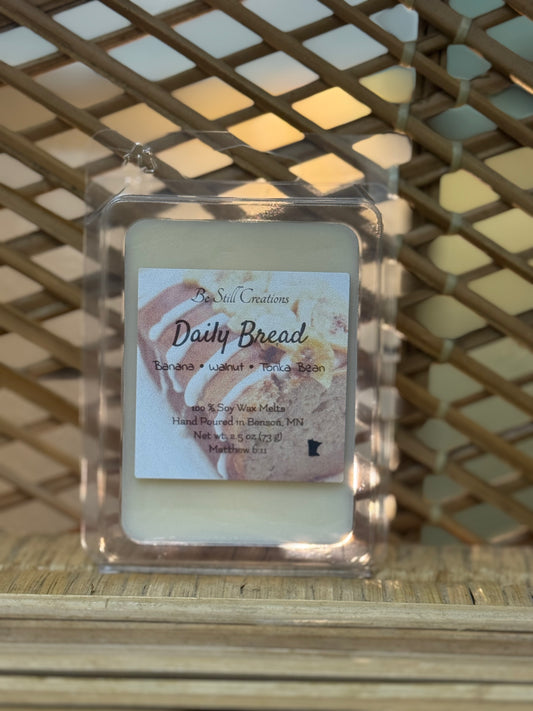 Be Still Creations
Daily Bread
Banana • walnut • Tonka Bean
100 % Soy Wax Melts
Hand Poured in Benson, MN
Net wt. 2.5 oz (73 g)
Matthew 6:11